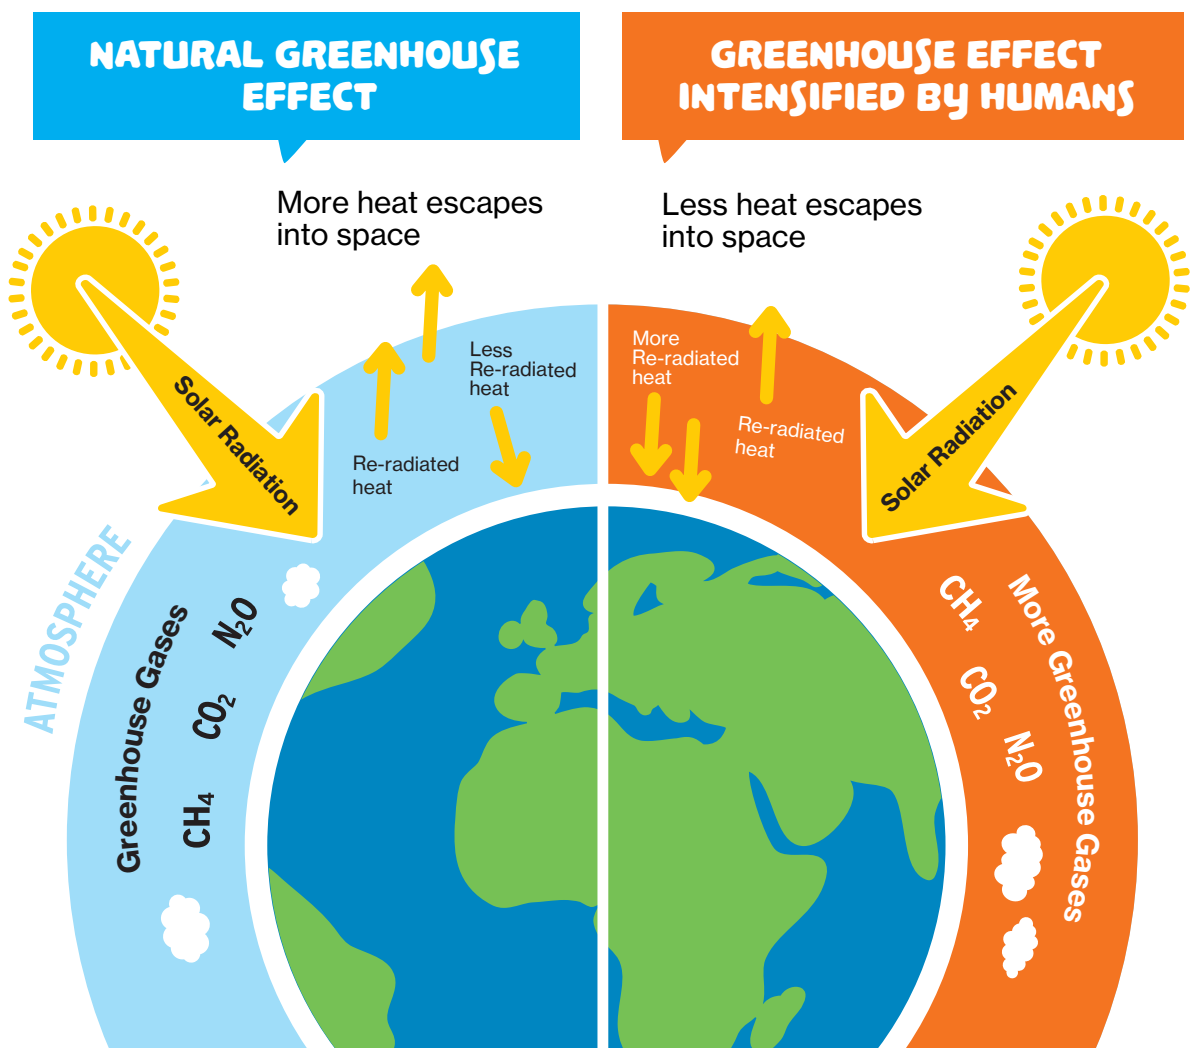 NATURAL GREENHOUSE
EFFECT
More heat escapes
into space
Solar Radiation
Less
Re-radiated
heat
Re-radiated
heat
ATMOSPHERE
Greenhouse Gases
N₂O
CO₂
CH₄
GREENHOUSE EFFECT
INTENSIFIED BY HUMANS
Less heat escapes
into space
More
Re-radiated
heat
Re-radiated
heat
Solar Radiation
CH₄
CO₂
N₂O
More Greenhouse Gases